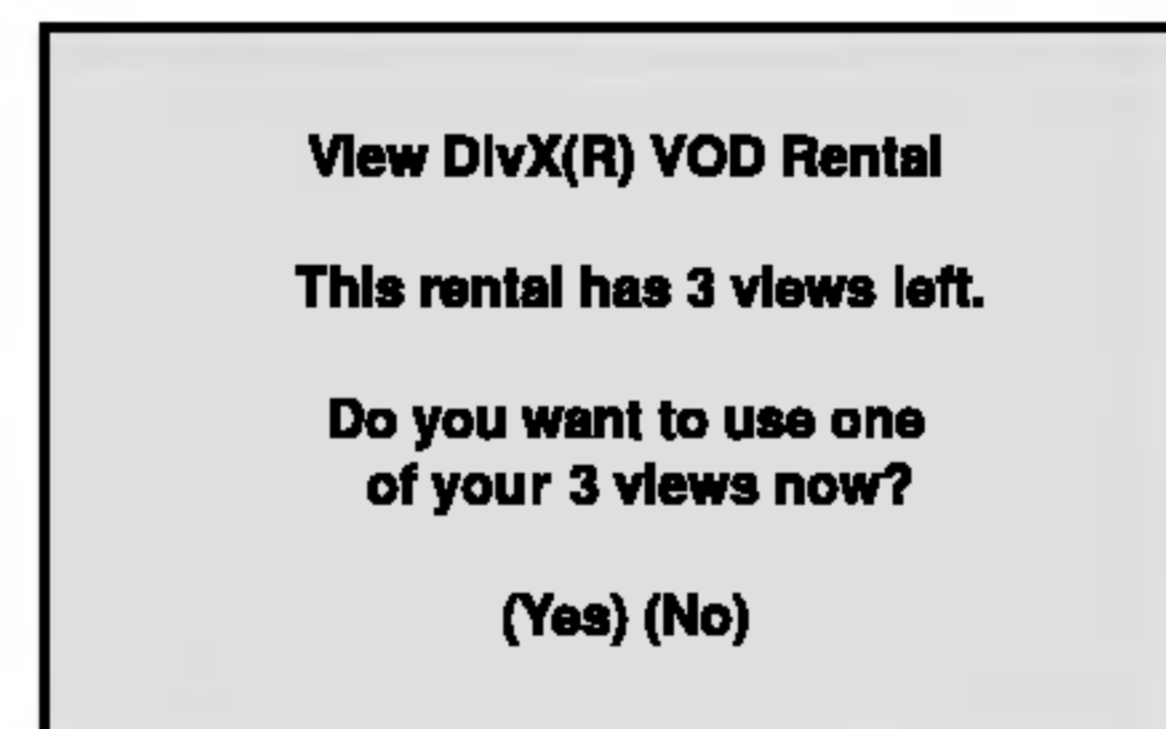 View DivX(R) VOD Rental
This rental has 3 views left.
Do you want to use one
of your 3 views now?
(Yes) (No)